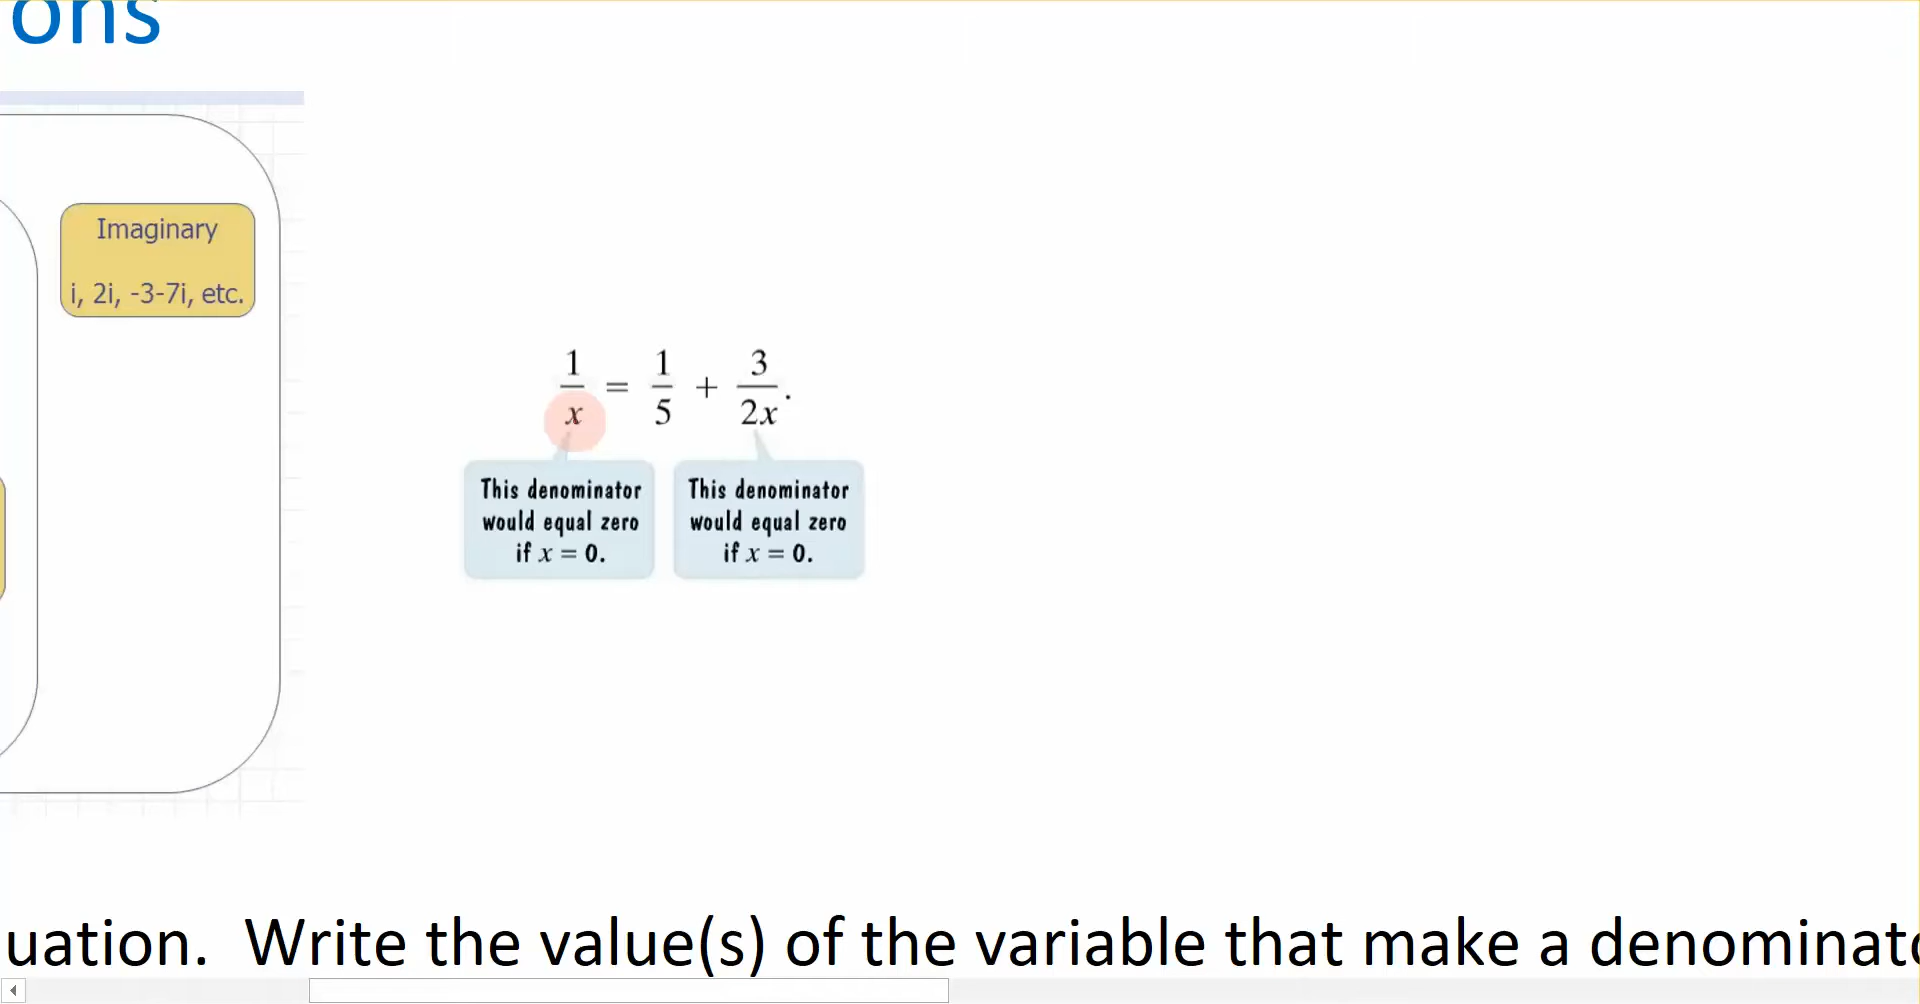 ons
Imaginary
i, 2i, -3-7i, etc.
1/x = 1/5 + 3/2x.
This denominator
would equal zero
if x = 0.
This denominator
would equal zero
if x = 0.
uation. Write the value(s) of the variable that make a denominato